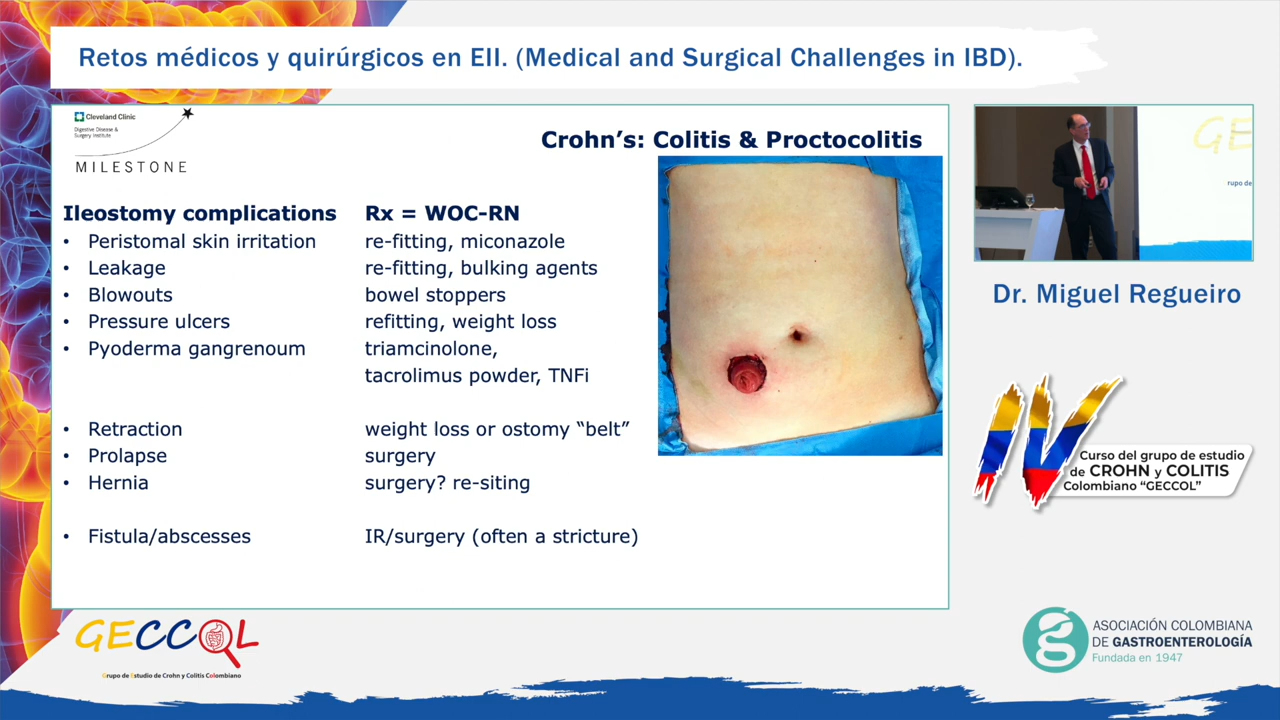 Retos médicos y quirúrgicos en EII. (Medical and Surgical Challenges in IBD).
Cleveland Clinic
Digestive Disease &
Surgery Institute
MILESTONE
Crohn's: Colitis & Proctocolitis
Ileostomy complications Rx = WOC-RN
• Peristomal skin irritation re-fitting, miconazole
• Leakage re-fitting, bulking agents
• Blowouts bowel stoppers
• Pressure ulcers refitting, weight loss
• Pyoderma gangrenoum triamcinolone,
tacrolimus powder, TNFi
• Retraction weight loss or ostomy “belt”
• Prolapse surgery
• Hernia surgery? re-siting
• Fistula/abscesses IR/surgery (often a stricture)
GE
rupo de
Dr. Miguel Regueiro
IV
Curso del grupo de estudio
de CROHN y COLITIS
Colombiano “GECCOL”
GECCOL
Grupo de Estudio de Crohn y Colitis Colombiano
ASOCIACIÓN COLOMBIANA
DE GASTROENTEROLOGÍA
Fundada en 1947